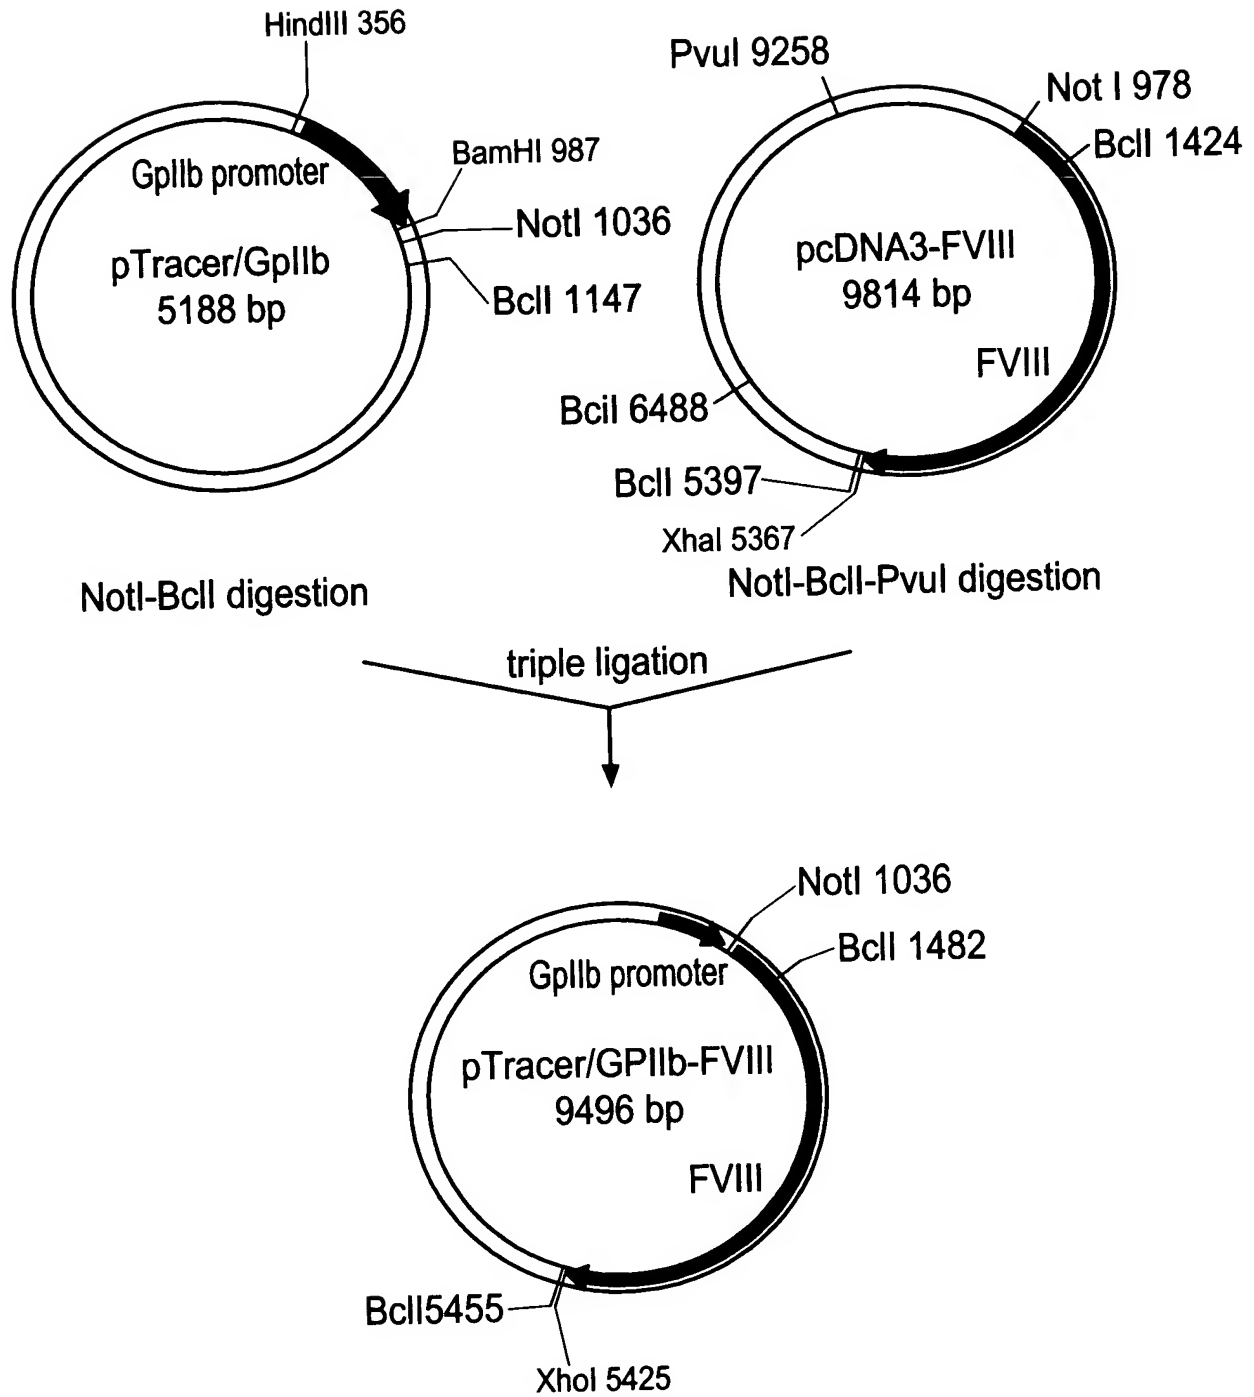 HindIII 356
GpIIb promoter
BamHI 987
NotI 1036
pTracer/GpIIb
5188 bp
BclI 1147
NotI-BclI digestion
PvuI 9258
Not I 978
BclI 1424
pcDNA3-FVIII
9814 bp
FVIII
BciI 6488
BclI 5397
XhaI 5367
NotI-BclI-PvuI digestion
triple ligation
NotI 1036
BclI 1482
GpIIb promoter
pTracer/GPIIb-FVIII
9496 bp
FVIII
BclI5455
XhoI 5425